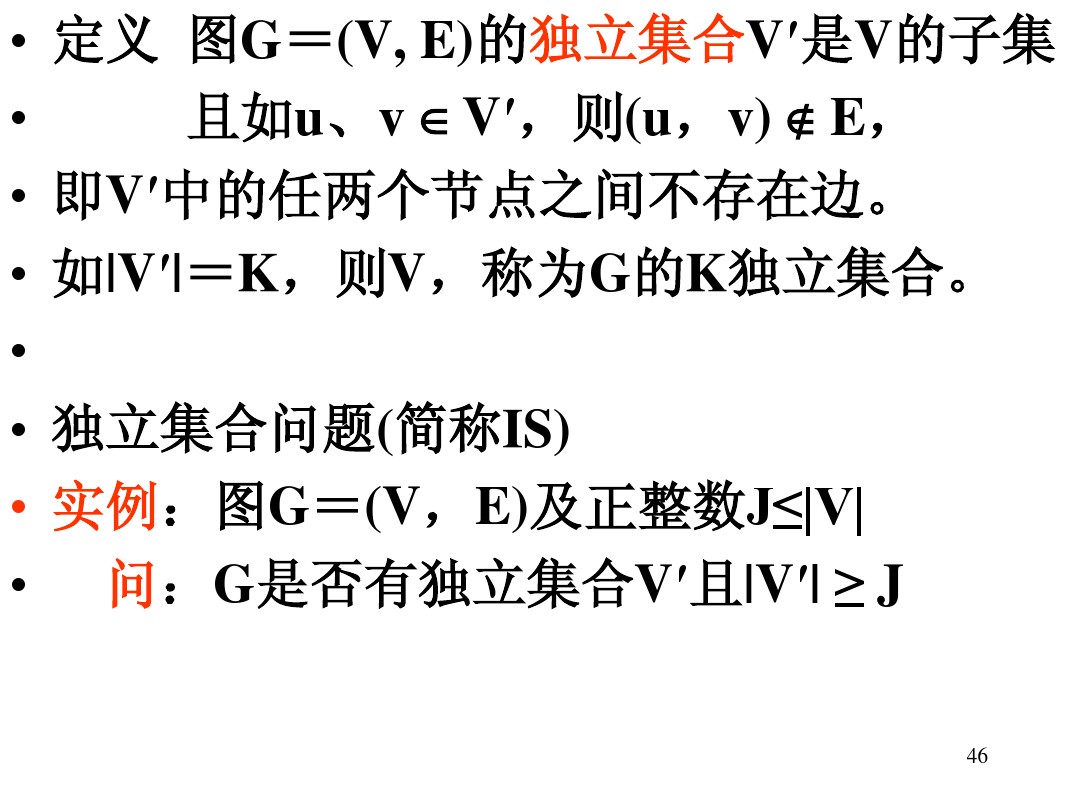 • 定义 图G＝(V, E)的独立集合V′是V的子集
• 且如u、v ∈ V′，则(u，v) ∉ E，
• 即V′中的任两个节点之间不存在边。
• 如|V′|＝K，则V，称为G的K独立集合。
•
• 独立集合问题(简称IS)
• 实例：图G＝(V，E)及正整数J≤|V|
• 问：G是否有独立集合V′且|V′| ≥ J
46